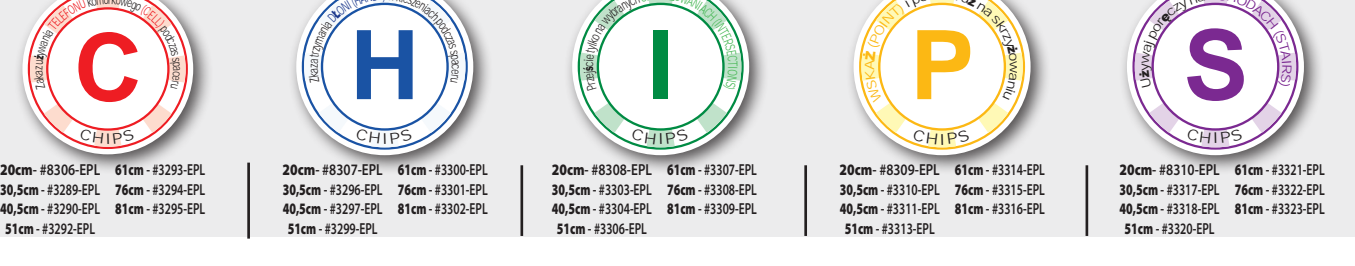 Zakaz używania TELEFONU komórkowego (CELL) podczas spaceru
C
CHIPS
20cm- #8306-EPL 61cm - #3293-EPL
30,5cm - #3289-EPL 76cm - #3294-EPL
40,5cm - #3290-EPL 81cm - #3295-EPL
51cm - #3292-EPL
Zkaza trzymania DŁONI kieszeniach podczas spaceru
H
CHIPS
20cm- #8307-EPL 61cm - #3300-EPL
30,5cm - #3296-EPL 76cm - #3301-EPL
40,5cm - #3297-EPL 81cm - #3302-EPL
51cm - #3299-EPL
Przejście tylko na wybranych (INTERSECTIONS)
I
CHIPS
20cm- #8308-EPL 61cm - #3307-EPL
30,5cm - #3303-EPL 76cm - #3308-EPL
40,5cm - #3304-EPL 81cm - #3309-EPL
51cm - #3306-EPL
WSKAŻ (POINT) i na skrzyżowaniu
P
CHIPS
20cm- #8309-EPL 61cm - #3314-EPL
30,5cm - #3310-EPL 76cm - #3315-EPL
40,5cm - #3311-EPL 81cm - #3316-EPL
51cm - #3313-EPL
Używaj poręczy na SCHODACH (STAIRS)
S
CHIPS
20cm- #8310-EPL 61cm - #3321-EPL
30,5cm - #3317-EPL 76cm - #3322-EPL
40,5cm - #3318-EPL 81cm - #3323-EPL
51cm - #3320-EPL